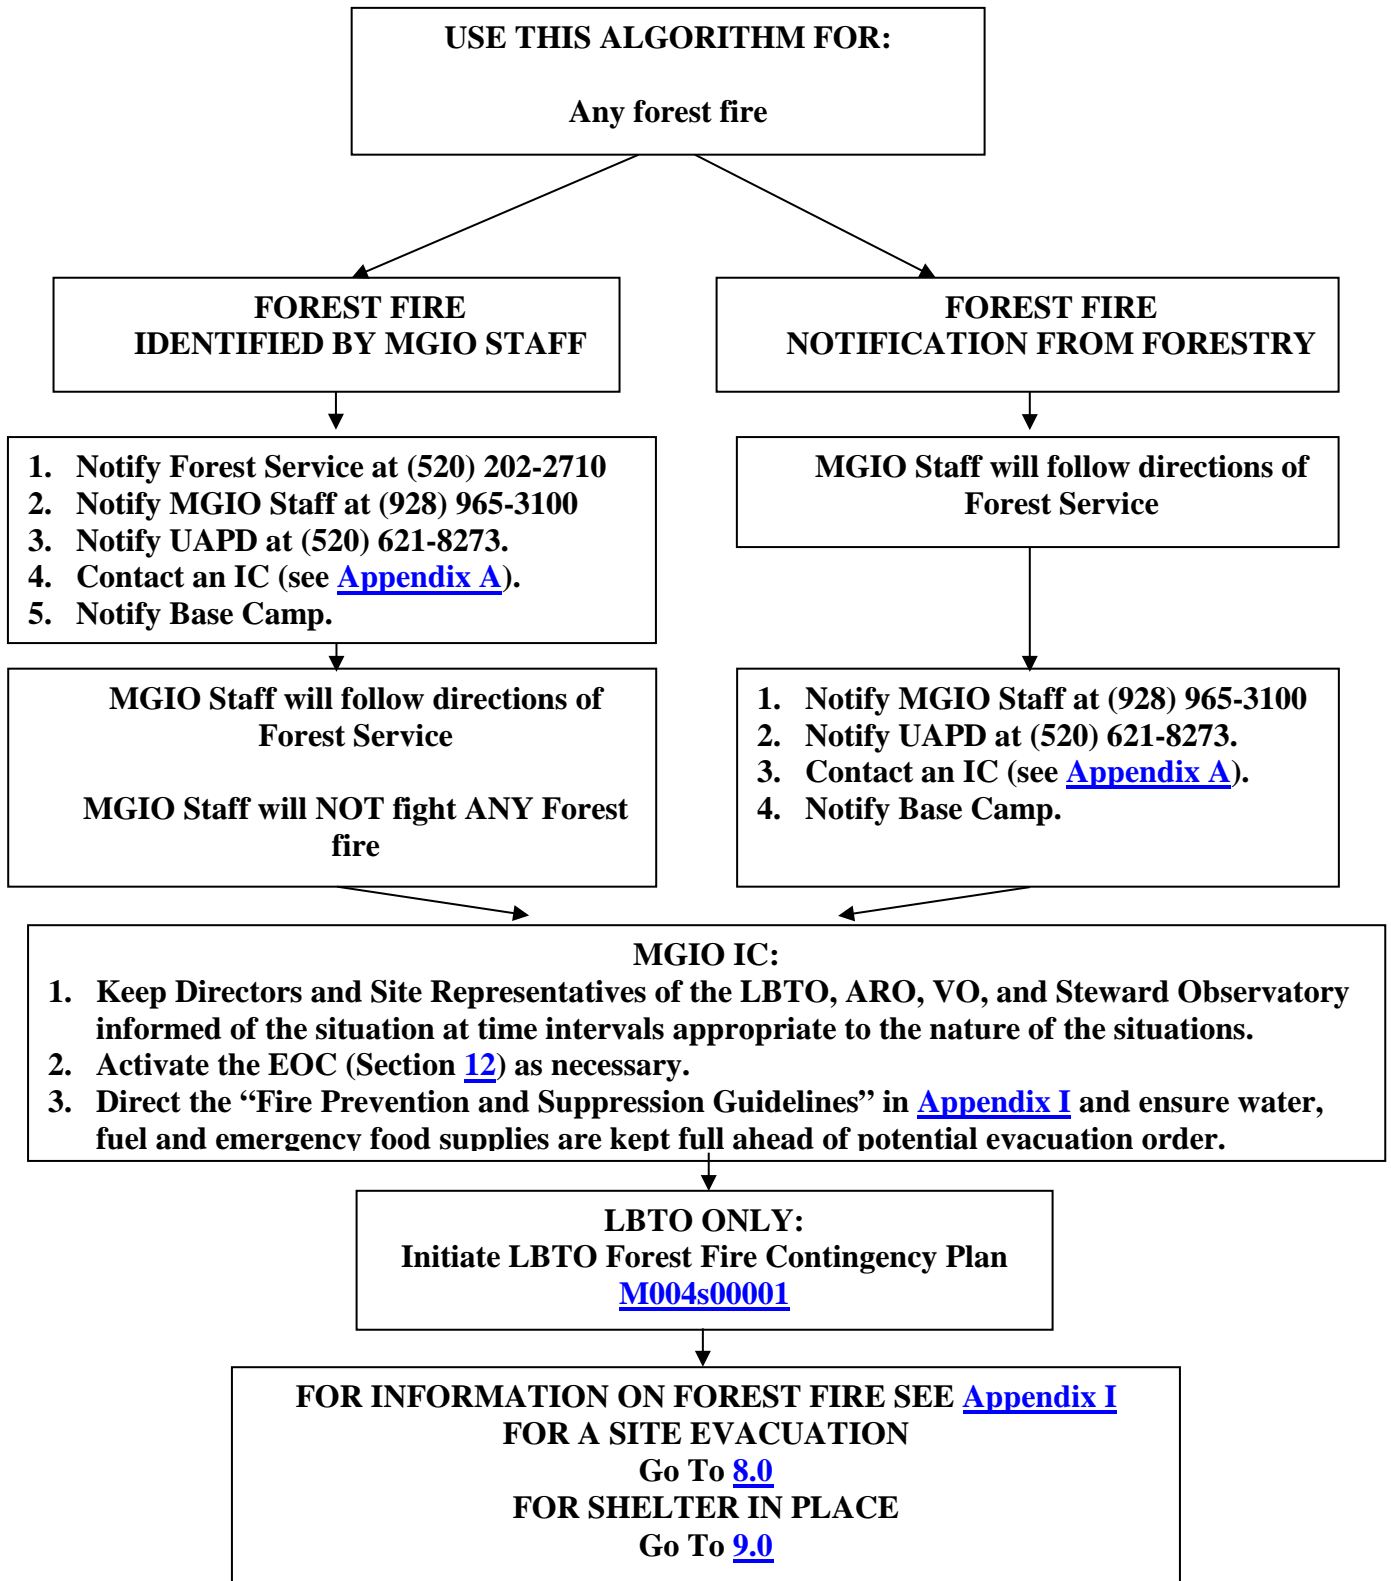 USE THIS ALGORITHM FOR:
Any forest fire
FOREST FIRE
IDENTIFIED BY MGIO STAFF
FOREST FIRE
NOTIFICATION FROM FORESTRY
1. Notify Forest Service at (520) 202-2710
2. Notify MGIO Staff at (928) 965-3100
3. Notify UAPD at (520) 621-8273.
4. Contact an IC (see Appendix A).
5. Notify Base Camp.
MGIO Staff will follow directions of
Forest Service
MGIO Staff will follow directions of
Forest Service
MGIO Staff will NOT fight ANY Forest
fire
1. Notify MGIO Staff at (928) 965-3100
2. Notify UAPD at (520) 621-8273.
3. Contact an IC (see Appendix A).
4. Notify Base Camp.
MGIO IC:
1. Keep Directors and Site Representatives of the LBTO, ARO, VO, and Steward Observatory
informed of the situation at time intervals appropriate to the nature of the situations.
2. Activate the EOC (Section 12) as necessary.
3. Direct the “Fire Prevention and Suppression Guidelines” in Appendix I and ensure water,
fuel and emergency food supplies are kept full ahead of potential evacuation order.
LBTO ONLY:
Initiate LBTO Forest Fire Contingency Plan
M004s00001
FOR INFORMATION ON FOREST FIRE SEE Appendix I
FOR A SITE EVACUATION
Go To 8.0
FOR SHELTER IN PLACE
Go To 9.0